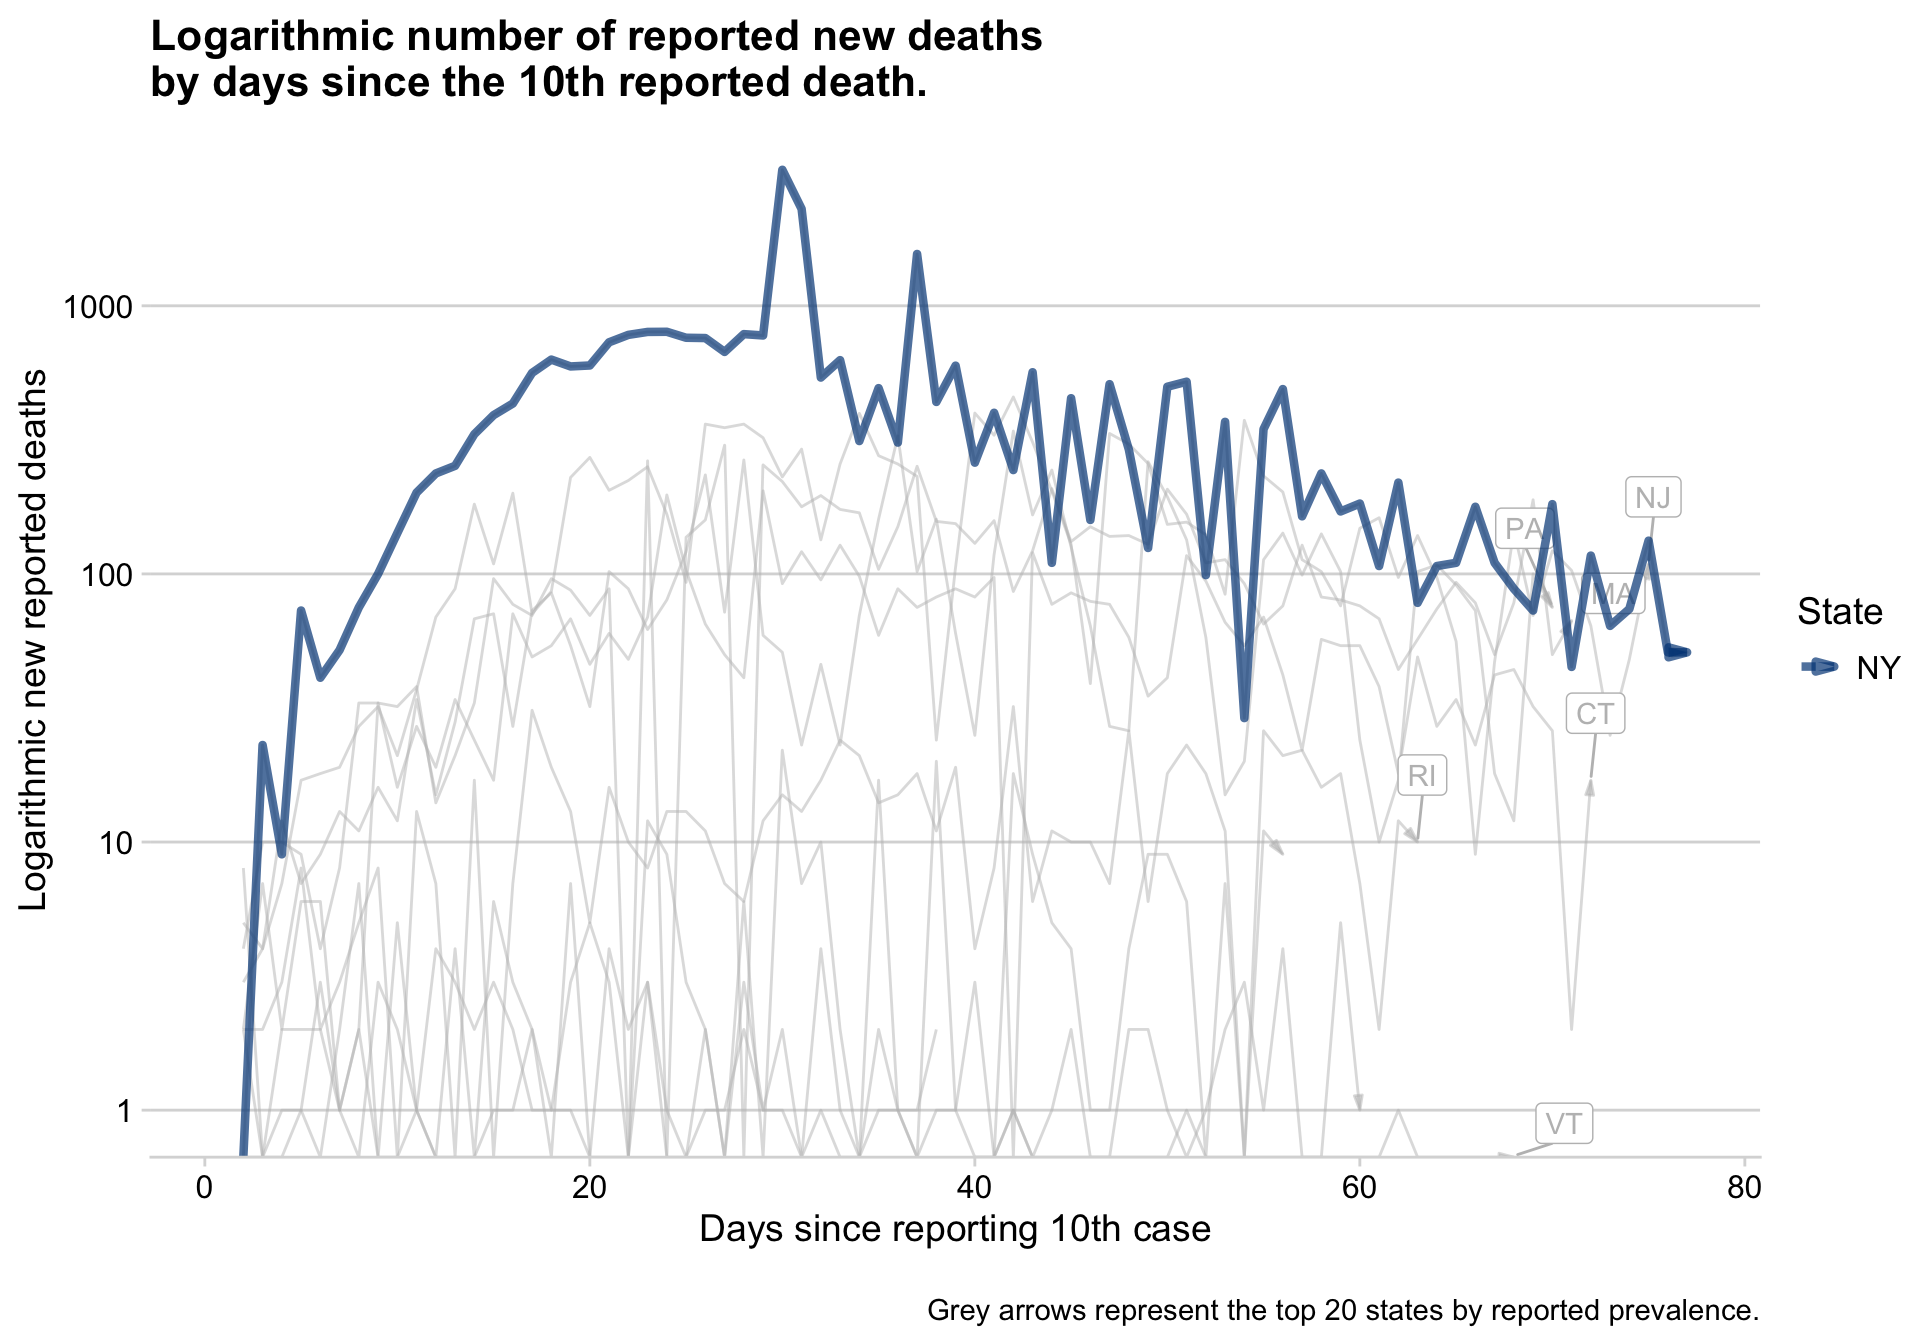 Logarithmic number of reported new deaths
by days since the 10th reported death.
Logarithmic new reported deaths
1000
100
10
1
NJ
PA
MA
CT
RI
VT
State
NY
0 20 40 60 80
Days since reporting 10th case
Grey arrows represent the top 20 states by reported prevalence.